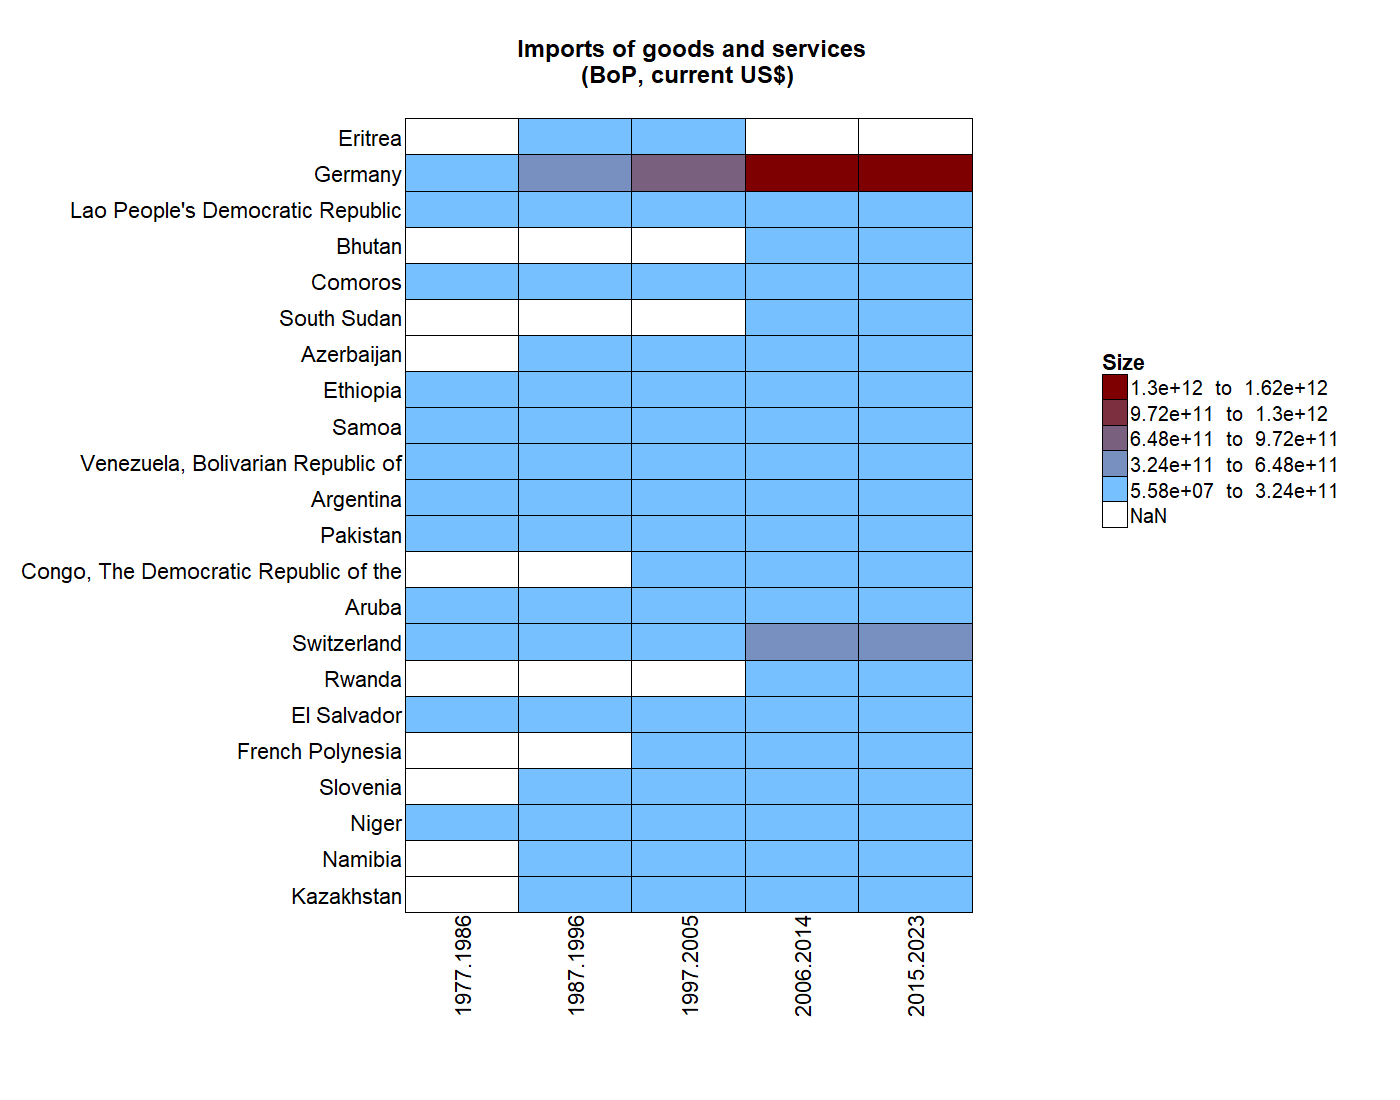 Imports of goods and services
(BoP, current US$)
Eritrea
Germany
Lao People's Democratic Republic
Bhutan
Comoros
South Sudan
Azerbaijan
Ethiopia
Samoa
Venezuela, Bolivarian Republic of
Argentina
Pakistan
Congo, The Democratic Republic of the
Aruba
Switzerland
Rwanda
El Salvador
French Polynesia
Slovenia
Niger
Namibia
Kazakhstan
1977.1986
1987.1996
1997.2005
2006.2014
2015.2023
Size
1.3e+12 to 1.62e+12
9.72e+11 to 1.3e+12
6.48e+11 to 9.72e+11
3.24e+11 to 6.48e+11
5.58e+07 to 3.24e+11
NaN